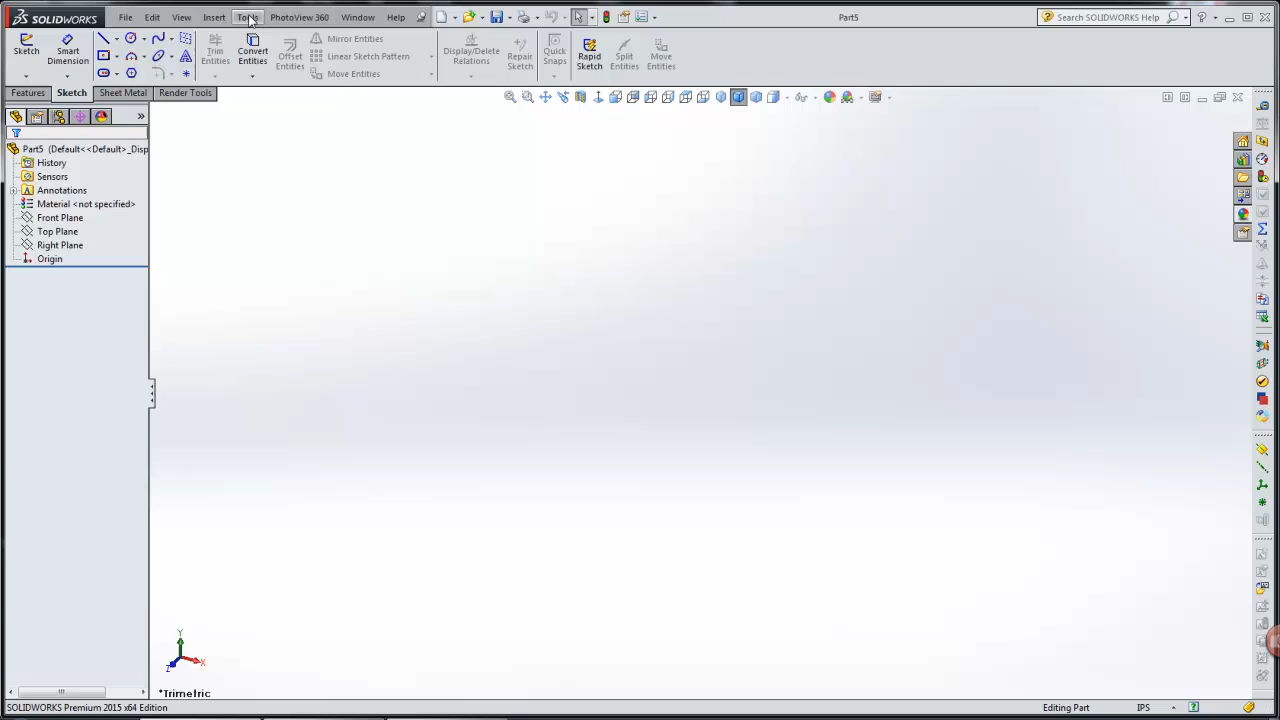 SOLIDWORKS File Edit View Insert Tools PhotoView 360 Window Help Part5 Search SOLIDWORKS Help
Sketch Smart Dimension Trim Entities Convert Entities Offset Entities Mirror Entities Display/Delete Relations Repair Sketch Quick Snaps Rapid Sketch Split Entities Move Entities
Linear Sketch Pattern
Move Entities
Features Sketch Sheet Metal Render Tools
Part5 (Default<<Default>_Disp
History
Sensors
Annotations
Material <not specified>
Front Plane
Top Plane
Right Plane
Origin
Y
X
Z
*Trimetric
SOLIDWORKS Premium 2015 x64 Edition Editing Part IPS